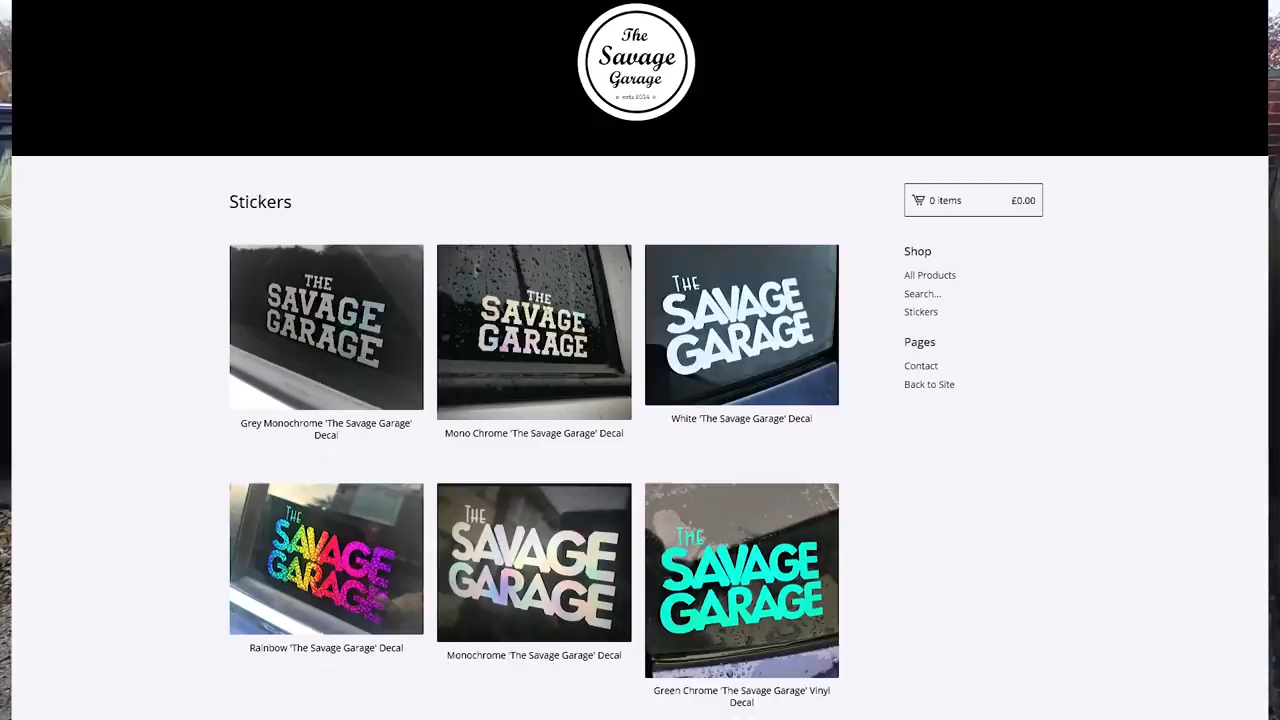 The
Savage
Garage
estd 2014
Stickers
0 items £0.00
Shop
All Products
Search...
Stickers
Pages
Contact
Back to Site
THE
SAVAGE
GARAGE
Grey Monochrome 'The Savage Garage'
Decal
THE
SAVAGE
GARAGE
Mono Chrome 'The Savage Garage' Decal
THE
SAVAGE
GARAGE
White 'The Savage Garage' Decal
THE
SAVAGE
GARAGE
Rainbow 'The Savage Garage' Decal
THE
SAVAGE
GARAGE
Monochrome 'The Savage Garage' Decal
THE
SAVAGE
GARAGE
Green Chrome 'The Savage Garage' Vinyl
Decal